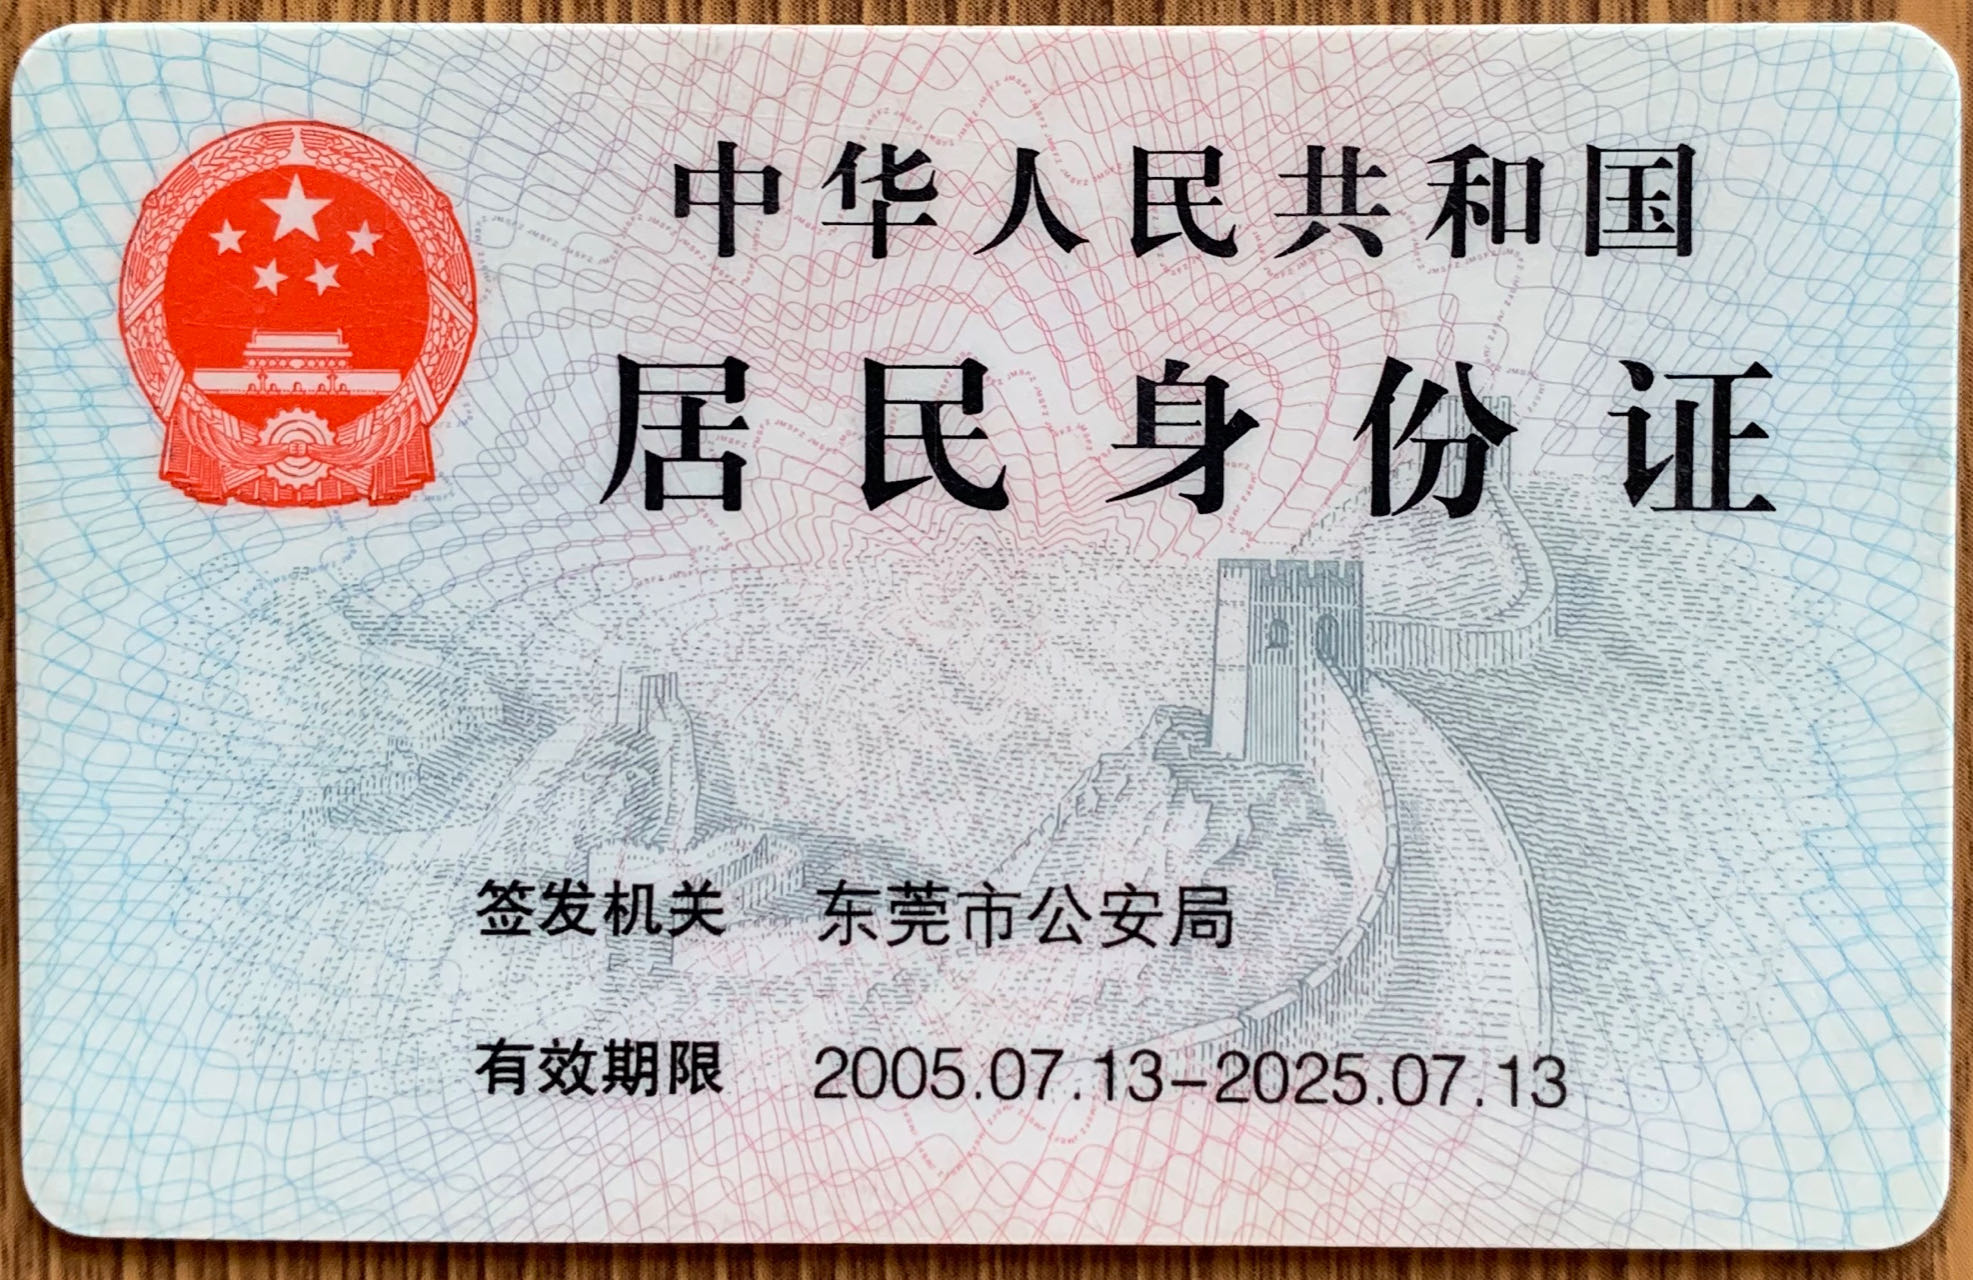 中华人民共和国
居民身份证
签发机关 东莞市公安局
有效期限 2005.07.13-2025.07.13